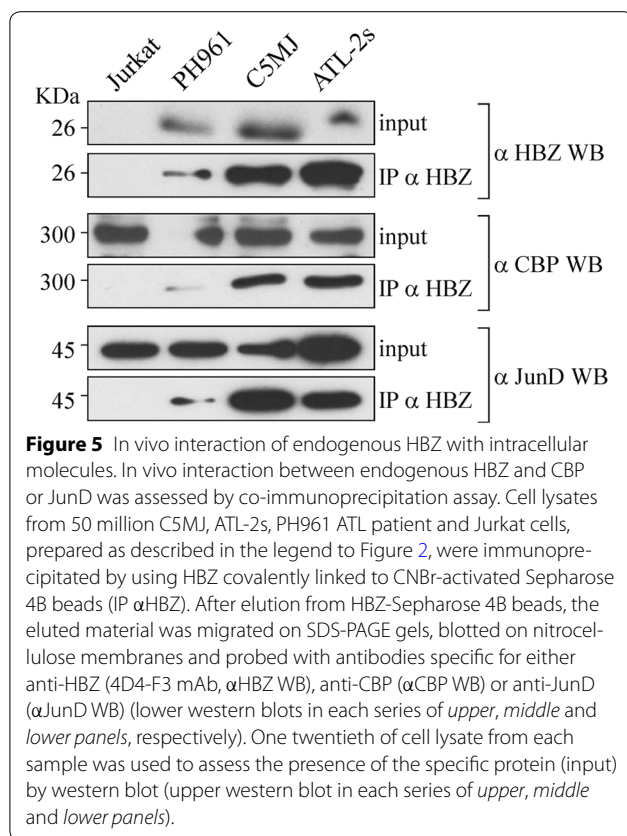 Jurkat PH961 C5MJ ATL-2s
KDa
26 input
26 IP α HBZ
α HBZ WB
300 input
300 IP α HBZ
α CBP WB
45 input
45 IP α HBZ
α JunD WB
Figure 5 In vivo interaction of endogenous HBZ with intracellular
molecules. In vivo interaction between endogenous HBZ and CBP
or JunD was assessed by co-immunoprecipitation assay. Cell lysates
from 50 million C5MJ, ATL-2s, PH961 ATL patient and Jurkat cells,
prepared as described in the legend to Figure 2, were immunopre-
cipitated by using HBZ covalently linked to CNBr-activated Sepharose
4B beads (IP αHBZ). After elution from HBZ-Sepharose 4B beads, the
eluted material was migrated on SDS-PAGE gels, blotted on nitrocel-
lulose membranes and probed with antibodies specific for either
anti-HBZ (4D4-F3 mAb, αHBZ WB), anti-CBP (αCBP WB) or anti-JunD
(αJunD WB) (lower western blots in each series of upper, middle and
lower panels, respectively). One twentieth of cell lysate from each
sample was used to assess the presence of the specific protein (input)
by western blot (upper western blot in each series of upper, middle
and lower panels).